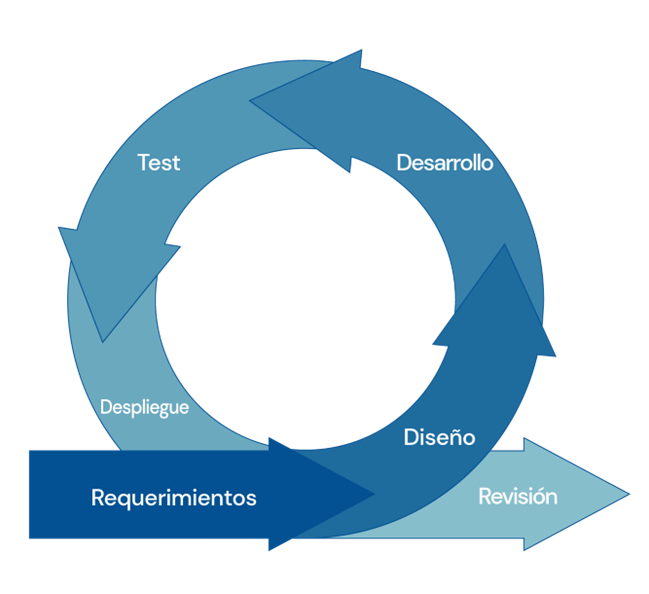 Test
Desarrollo
Despliegue
Diseño
Requerimientos
Revisión